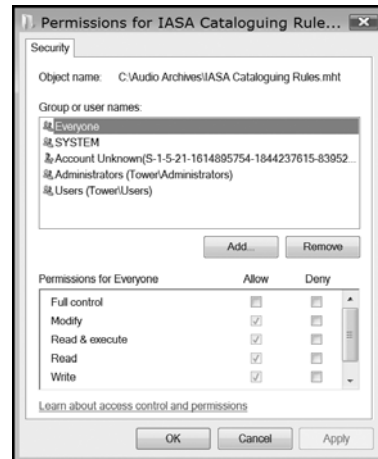 Permissions for IASA Cataloguing Rule...
Security
Object name: C:\Audio Archives\IASA Cataloguing Rules.mht
Group or user names:
Everyone
SYSTEM
Account Unknown(S-1-5-21-1614895754-1844237615-83952...
Administrators (Tower\Administrators)
Users (Tower\Users)
Add... Remove
Permissions for Everyone Allow Deny
Full control
Modify
Read & execute
Read
Write
Learn about access control and permissions
OK Cancel Apply